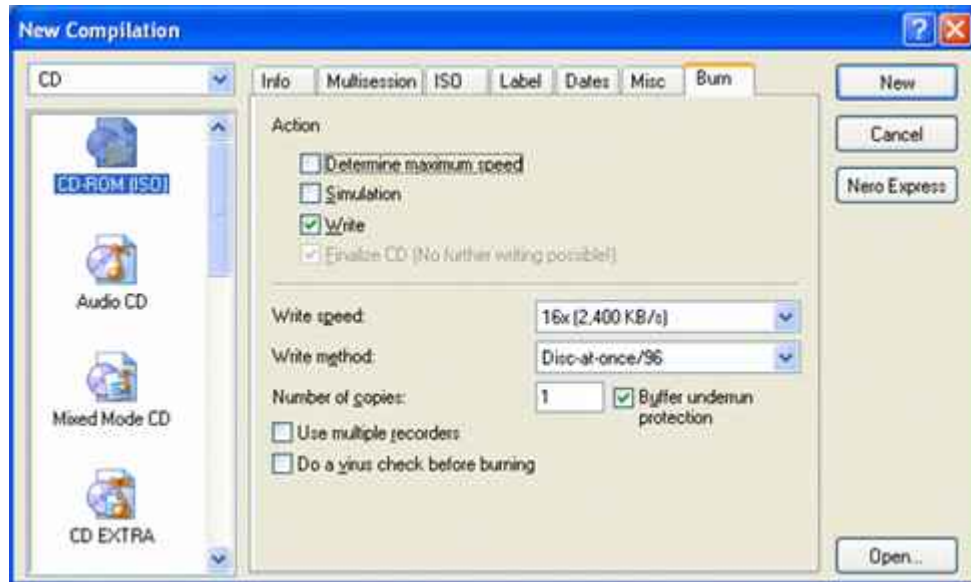 New Compilation
CD
Info Multisession ISO Label Dates Misc Burn
New
Cancel
Nero Express
CD-ROM (ISO)
Audio CD
Mixed Mode CD
CD EXTRA
Action
Determine maximum speed
Simulation
Write
Finalize CD (No further writing possible!)
Write speed: 16x (2,400 KB/s)
Write method: Disc-at-once/96
Number of copies: 1 Buffer underrun
protection
Use multiple recorders
Do a virus check before burning
Open...